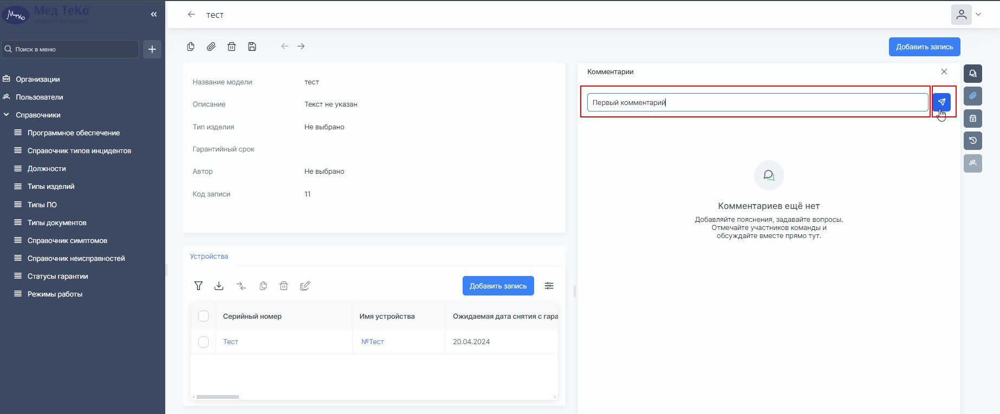 Мед ТеКо
тест
Поиск в меню
Добавить запись
Организации
Пользователи
Справочники
Программное обеспечение
Справочник типов инцидентов
Должности
Типы изделий
Типы ПО
Типы документов
Справочник симптомов
Справочник неисправностей
Статусы гарантии
Режимы работы
Название модели тест
Описание Текст не указан
Тип изделия Не выбрано
Гарантийный срок
Автор Не выбрано
Код записи 11
Устройства
Добавить запись
Серийный номер Имя устройства Ожидаемая дата снятия с гара
Тест №Тест 20.04.2024
Комментарии
Первый комментарий
Комментариев ещё нет
Добавляйте пояснения, задавайте вопросы.
Отмечайте участников команды и
обсуждайте вместе прямо тут.